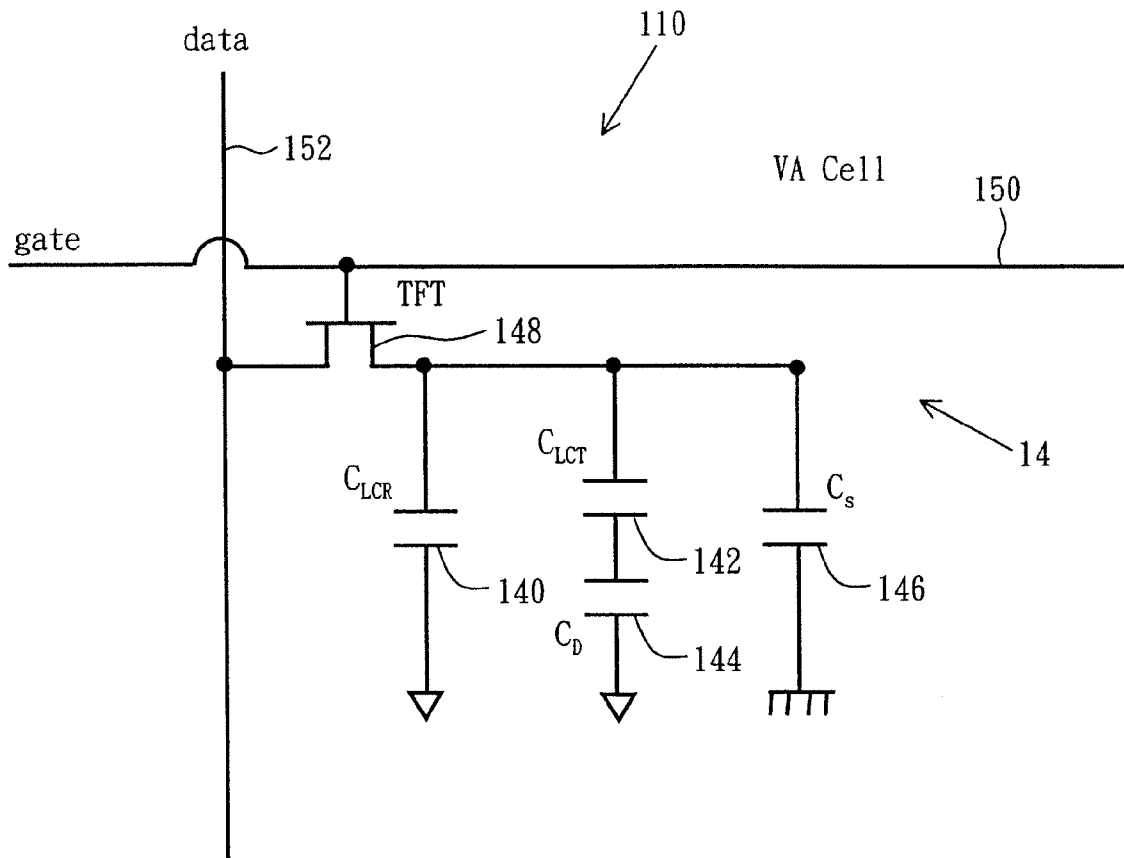 110
data
152
VA Cell
150
gate
TFT
148
C_LCT
14
C_LCR
C_s
142
140
146
C_D
144